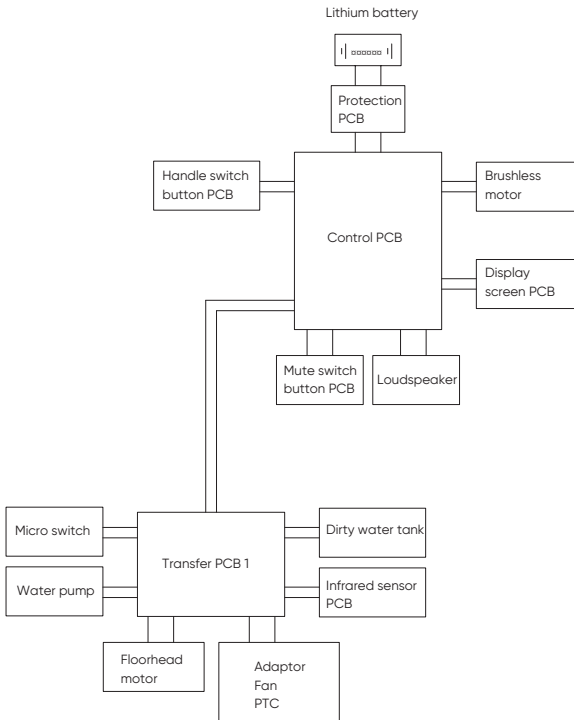 Lithium battery
Protection
PCB
Handle switch
button PCB
Brushless
motor
Control PCB
Display
screen PCB
Mute switch
button PCB
Loudspeaker
Micro switch
Dirty water tank
Transfer PCB 1
Water pump
Infrared sensor
PCB
Floorhead
motor
Adaptor
Fan
PTC